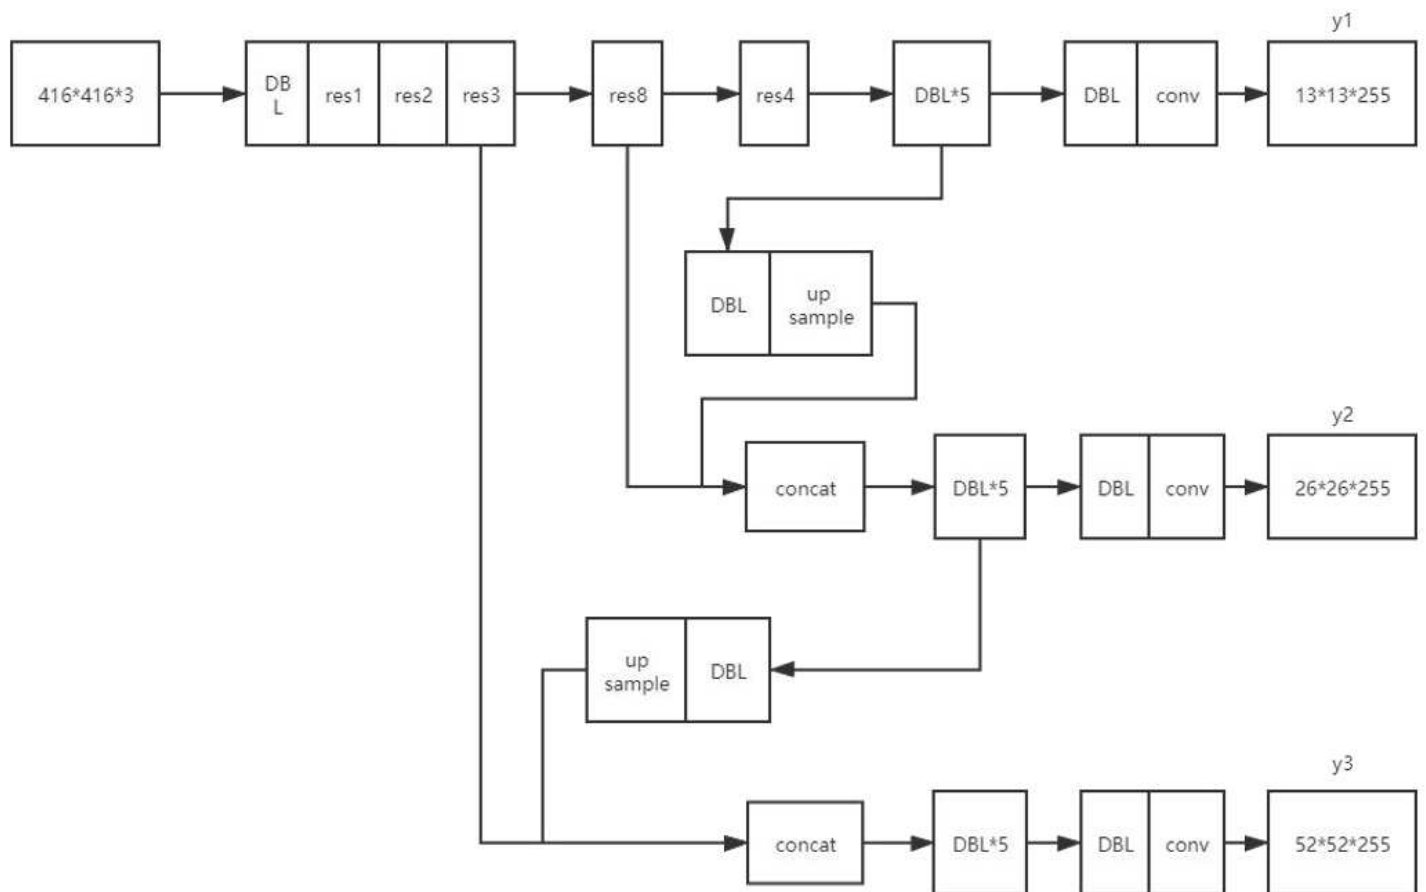 y1
416*416*3
DB
L
res1
res2
res3
res8
res4
DBL*5
DBL
conv
13*13*255
DBL
up
sample
y2
concat
DBL*5
DBL
conv
26*26*255
up
sample
DBL
y3
concat
DBL*5
DBL
conv
52*52*255